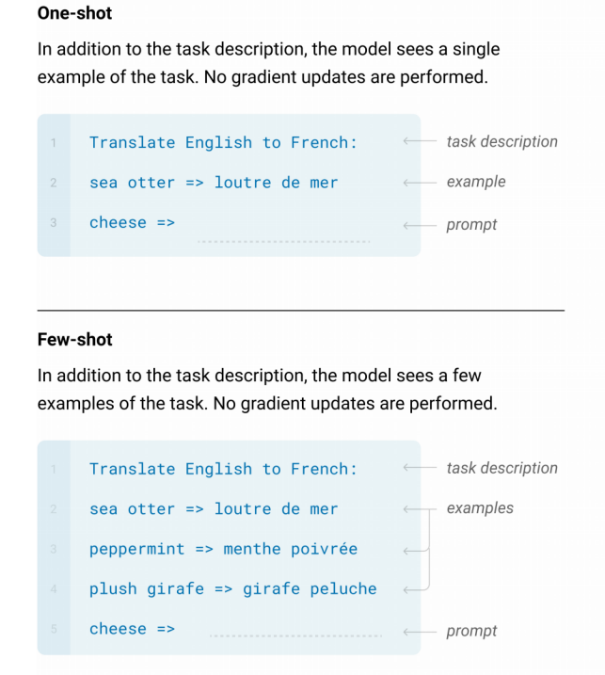 One-shot
In addition to the task description, the model sees a single
example of the task. No gradient updates are performed.
1 Translate English to French: task description
2 sea otter => loutre de mer example
3 cheese => prompt
Few-shot
In addition to the task description, the model sees a few
examples of the task. No gradient updates are performed.
1 Translate English to French: task description
2 sea otter => loutre de mer examples
3 peppermint => menthe poivrée
4 plush girafe => girafe peluche
5 cheese => prompt